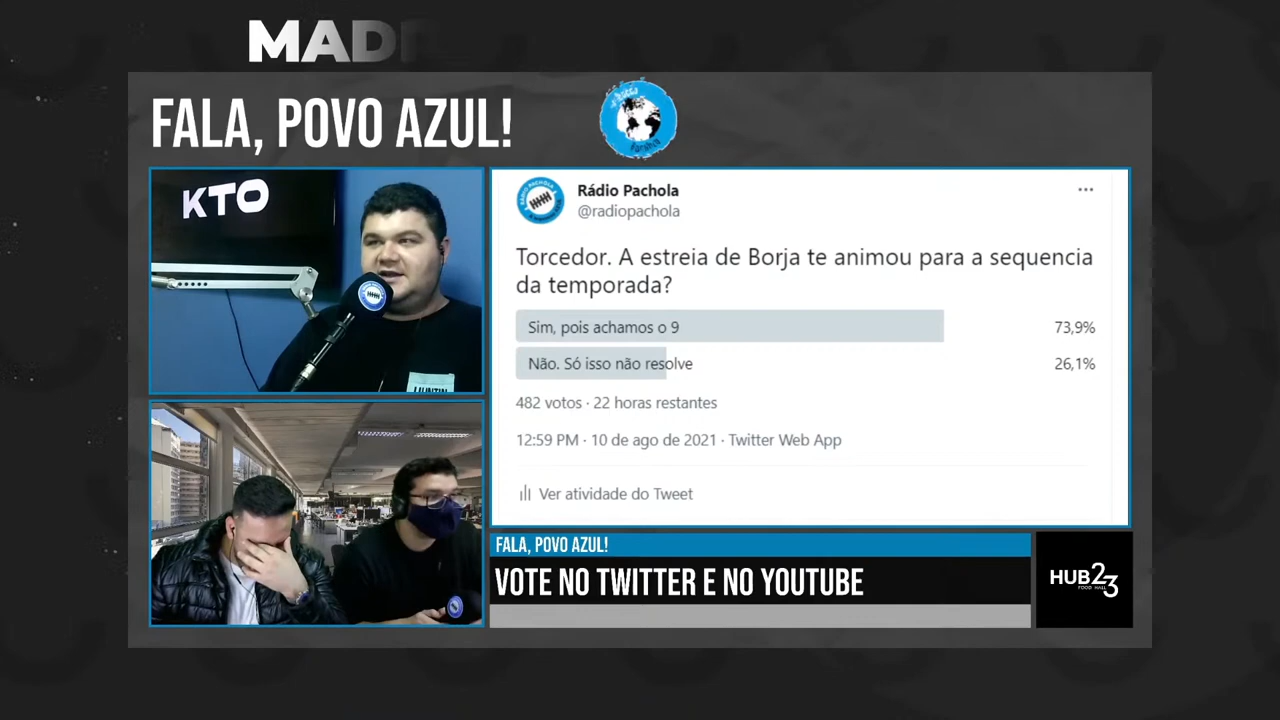 MAD
FALA, POVO AZUL!
KTO
Rádio Pachola
@radiopachola
Torcedor. A estreia de Borja te animou para a sequencia
da temporada?
Sim, pois achamos o 9 73,9%
Não. Só isso não resolve 26,1%
482 votos · 22 horas restantes
12:59 PM · 10 de ago de 2021 · Twitter Web App
Ver atividade do Tweet
FALA, POVO AZUL!
VOTE NO TWITTER E NO YOUTUBE
HUB23
FOOD HALL